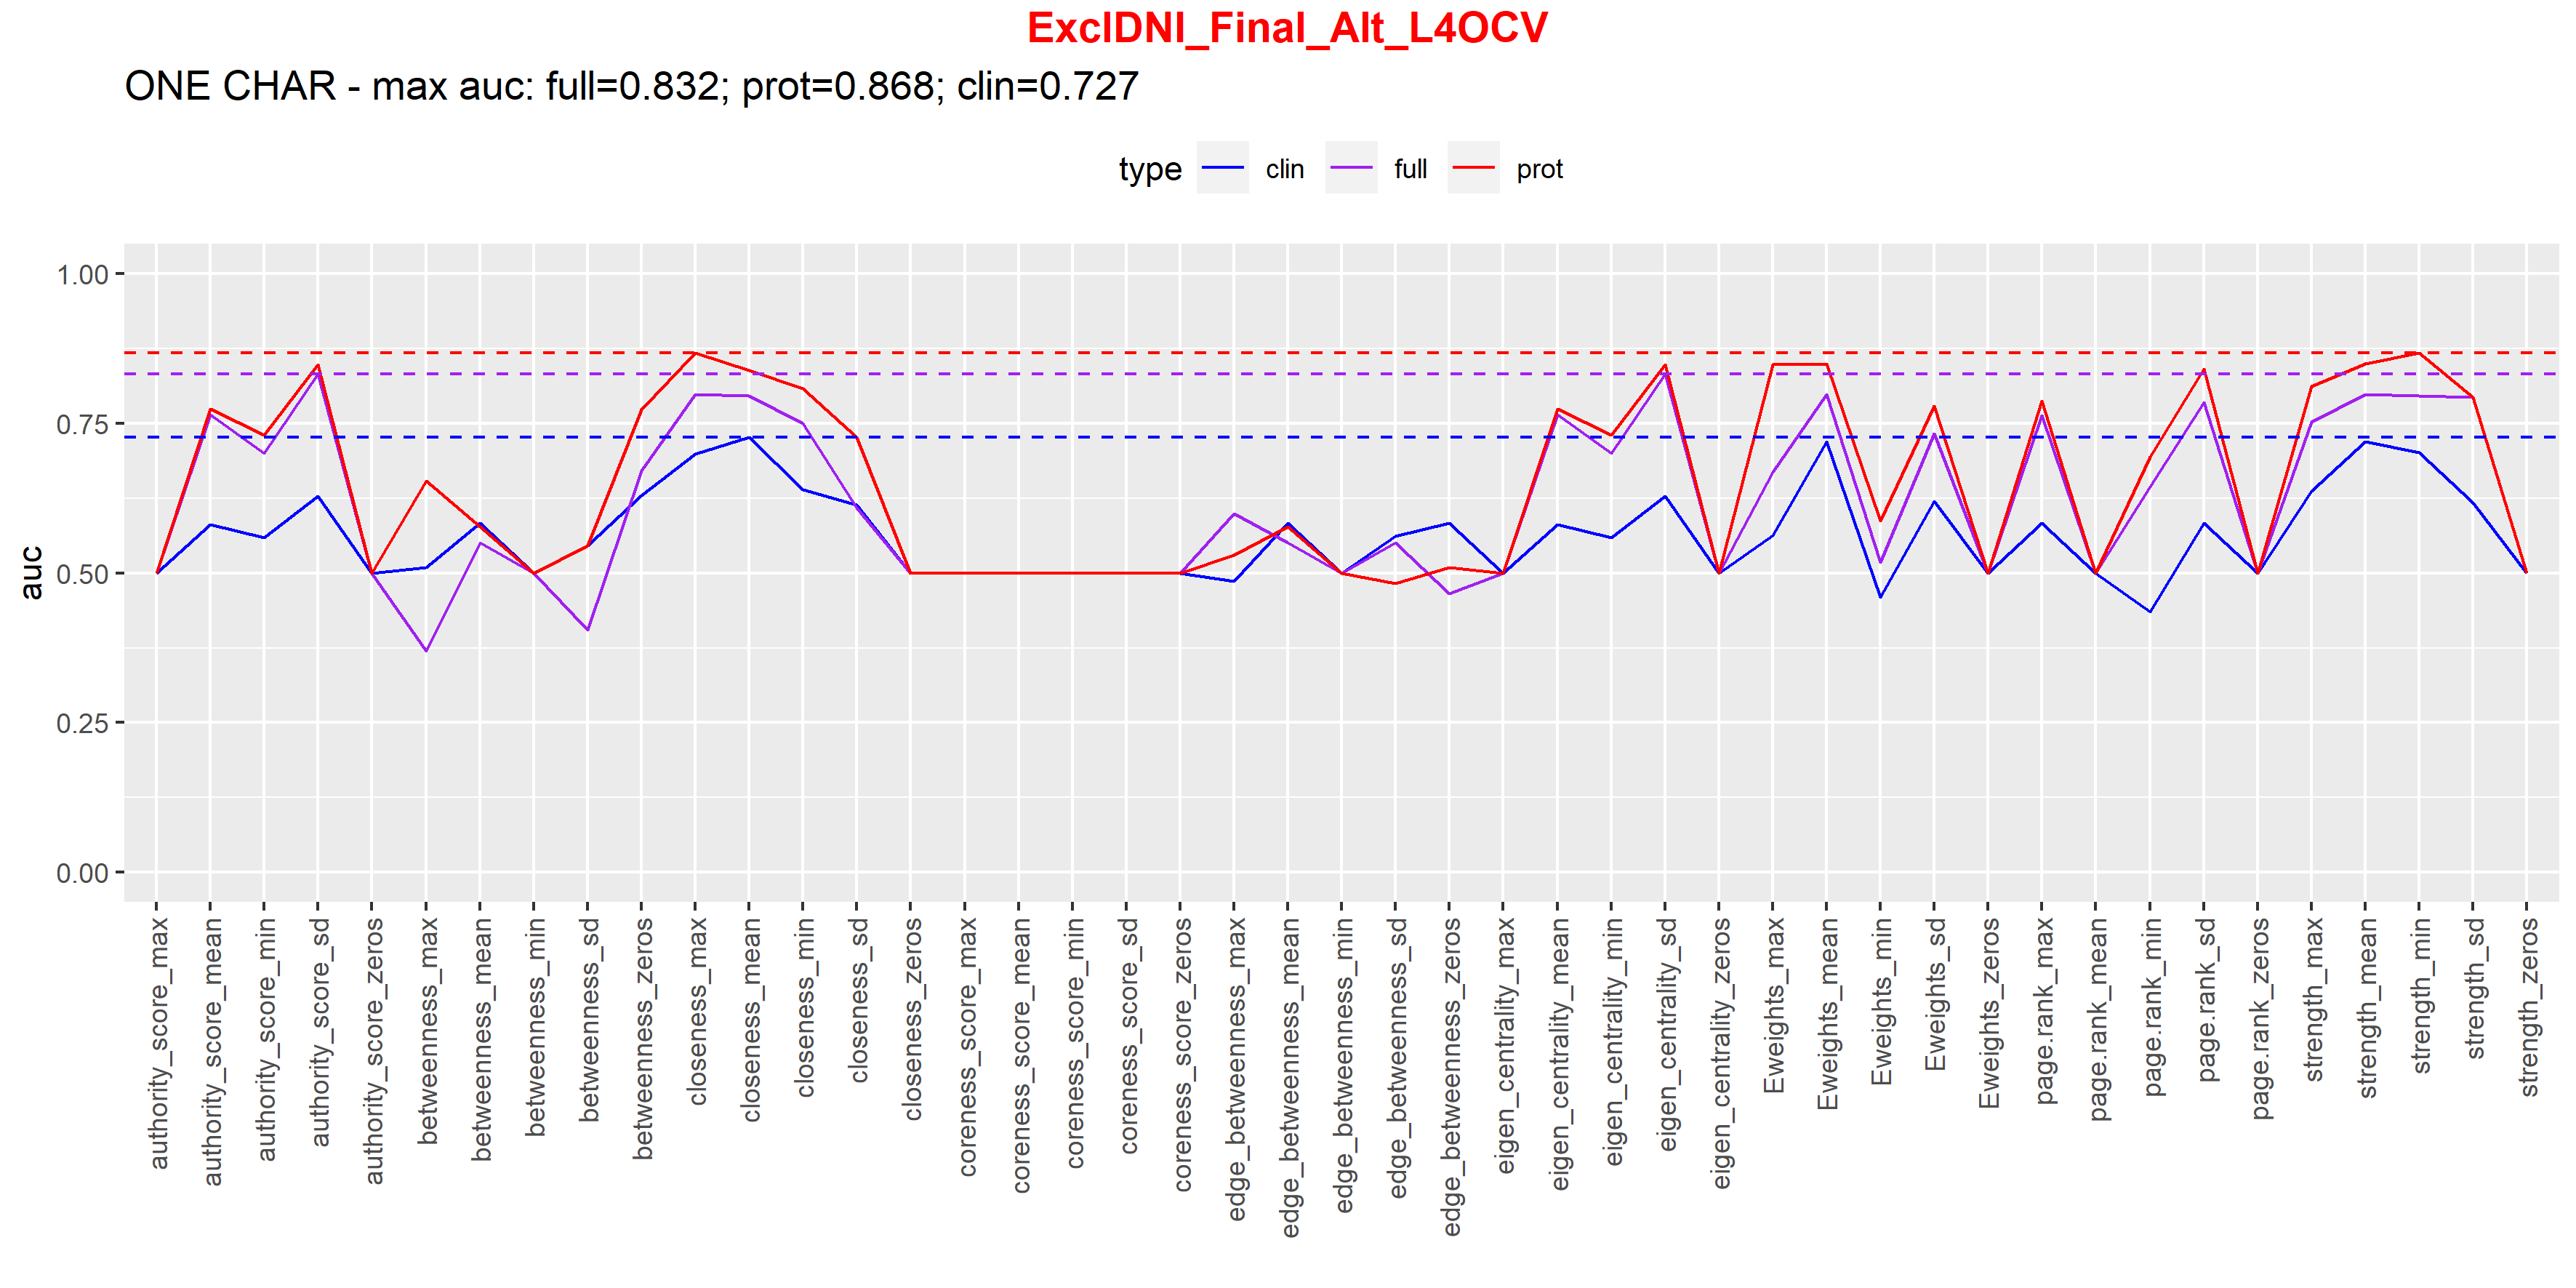 ExclDNI_Final_Alt_L4OCV
ONE CHAR - max auc: full=0.832; prot=0.868; clin=0.727
type clin full prot
auc
1.00
0.75
0.50
0.25
0.00
authority_score_max
authority_score_mean
authority_score_min
authority_score_sd
authority_score_zeros
betweenness_max
betweenness_mean
betweenness_min
betweenness_sd
betweenness_zeros
closeness_max
closeness_mean
closeness_min
closeness_sd
closeness_zeros
coreness_score_max
coreness_score_mean
coreness_score_min
coreness_score_sd
coreness_score_zeros
edge_betweenness_max
edge_betweenness_mean
edge_betweenness_min
edge_betweenness_sd
edge_betweenness_zeros
eigen_centrality_max
eigen_centrality_mean
eigen_centrality_min
eigen_centrality_sd
eigen_centrality_zeros
Eweights_max
Eweights_mean
Eweights_min
Eweights_sd
Eweights_zeros
page.rank_max
page.rank_mean
page.rank_min
page.rank_sd
page.rank_zeros
strength_max
strength_mean
strength_min
strength_sd
strength_zeros